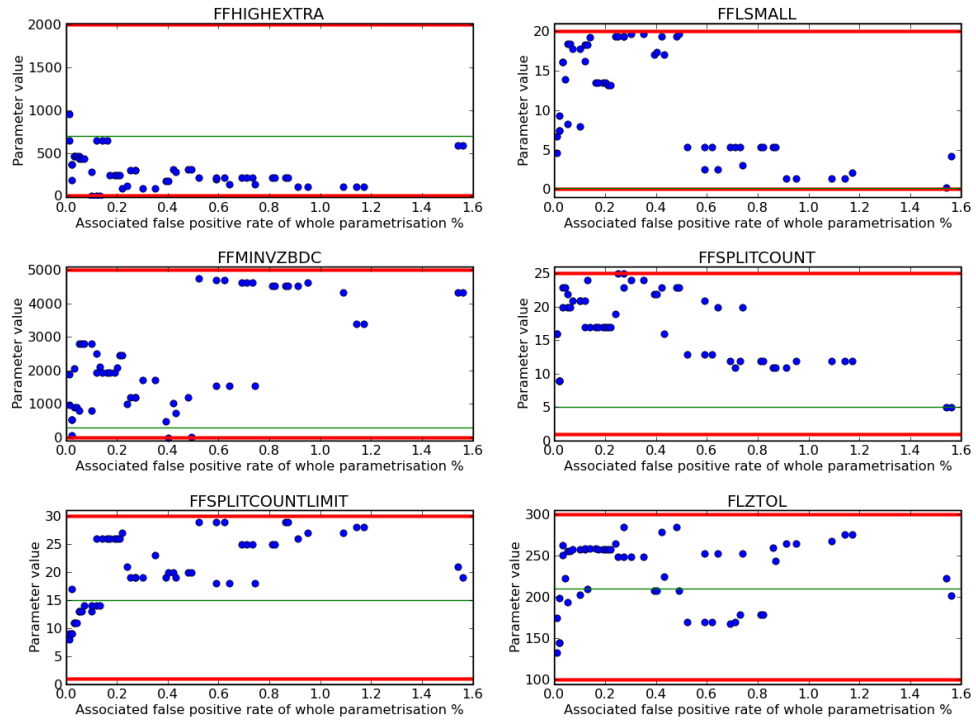 FFHIGHEXTRA
Parameter value
2000
1500
1000
500
0
0.0 0.2 0.4 0.6 0.8 1.0 1.2 1.4 1.6
Associated false positive rate of whole parametrisation %
FFLSMALL
Parameter value
20
15
10
5
0
0.0 0.2 0.4 0.6 0.8 1.0 1.2 1.4 1.6
Associated false positive rate of whole parametrisation %
FFMINVZBDC
Parameter value
5000
4000
3000
2000
1000
0
0.0 0.2 0.4 0.6 0.8 1.0 1.2 1.4 1.6
Associated false positive rate of whole parametrisation %
FFSPLITCOUNT
Parameter value
25
20
15
10
5
0
0.0 0.2 0.4 0.6 0.8 1.0 1.2 1.4 1.6
Associated false positive rate of whole parametrisation %
FFSPLITCOUNTLIMIT
Parameter value
30
25
20
15
10
5
0
0.0 0.2 0.4 0.6 0.8 1.0 1.2 1.4 1.6
Associated false positive rate of whole parametrisation %
FLZTOL
Parameter value
300
250
200
150
100
0.0 0.2 0.4 0.6 0.8 1.0 1.2 1.4 1.6
Associated false positive rate of whole parametrisation %